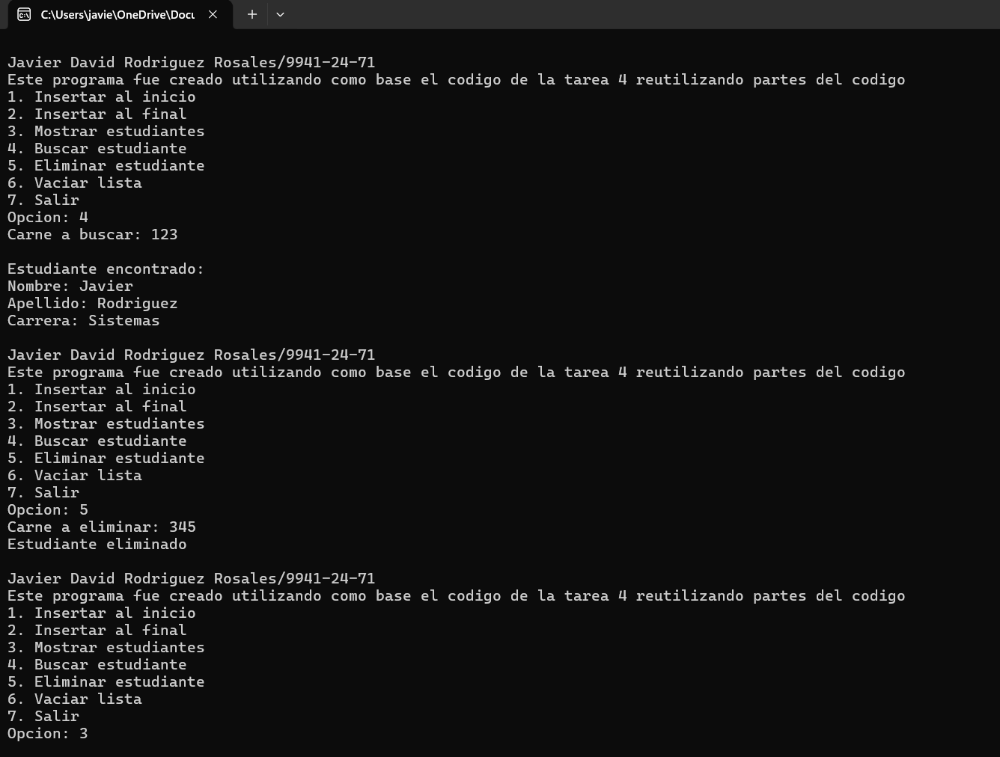 C:\Users\javie\OneDrive\Docu
Javier David Rodriguez Rosales/9941-24-71
Este programa fue creado utilizando como base el codigo de la tarea 4 reutilizando partes del codigo
1. Insertar al inicio
2. Insertar al final
3. Mostrar estudiantes
4. Buscar estudiante
5. Eliminar estudiante
6. Vaciar lista
7. Salir
Opcion: 4
Carne a buscar: 123
Estudiante encontrado:
Nombre: Javier
Apellido: Rodriguez
Carrera: Sistemas
Javier David Rodriguez Rosales/9941-24-71
Este programa fue creado utilizando como base el codigo de la tarea 4 reutilizando partes del codigo
1. Insertar al inicio
2. Insertar al final
3. Mostrar estudiantes
4. Buscar estudiante
5. Eliminar estudiante
6. Vaciar lista
7. Salir
Opcion: 5
Carne a eliminar: 345
Estudiante eliminado
Javier David Rodriguez Rosales/9941-24-71
Este programa fue creado utilizando como base el codigo de la tarea 4 reutilizando partes del codigo
1. Insertar al inicio
2. Insertar al final
3. Mostrar estudiantes
4. Buscar estudiante
5. Eliminar estudiante
6. Vaciar lista
7. Salir
Opcion: 3